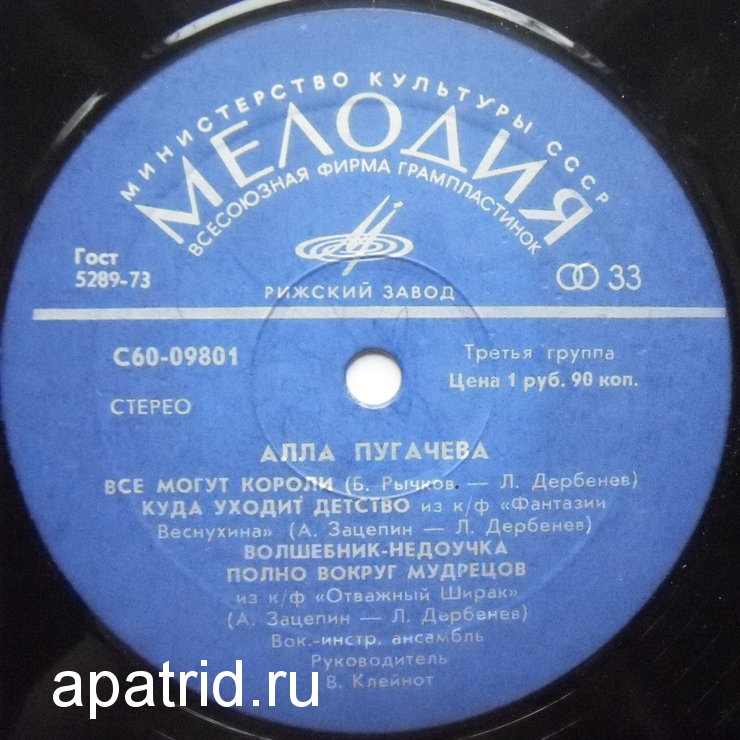 МИНИСТЕРСТВО КУЛЬТУРЫ СССР
МЕЛОДИЯ
ВСЕСОЮЗНАЯ ФИРМА ГРАМПЛАСТИНОК
Гост
5289-73
33
РИЖСКИЙ ЗАВОД
С60-09801
Третья группа
Цена 1 руб. 90 коп.
СТЕРЕО
АЛЛА ПУГАЧЕВА
ВСЕ МОГУТ КОРОЛИ (Б. Рычков — Л. Дербенев)
КУДА УХОДИТ ДЕТСТВО из к/ф «Фантазии
Веснухина» (А. Зацепин — Л. Дербенев)
ВОЛШЕБНИК-НЕДОУЧКА
ПОЛНО ВОКРУГ МУДРЕЦОВ
из к/ф «Отважный Ширак»
(А. Зацепин — Л. Дербенев)
Вок.-инстр. ансамбль
Руководитель
В. Клейнот
apatrid.ru